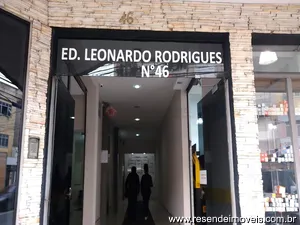 46
ED. LEONARDO RODRIGUES
Nº46
www.resendeimoveis.com.br